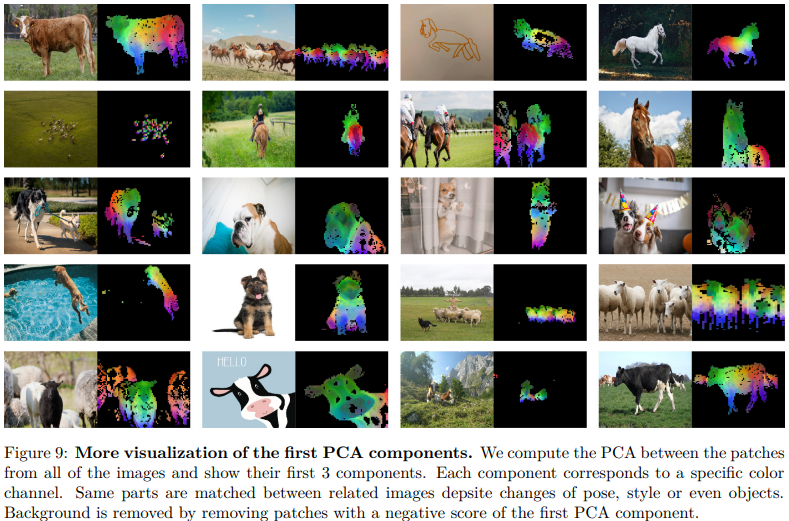 HELLO
Figure 9: More visualization of the first PCA components. We compute the PCA between the patches
from all of the images and show their first 3 components. Each component corresponds to a specific color
channel. Same parts are matched between related images depsite changes of pose, style or even objects.
Background is removed by removing patches with a negative score of the first PCA component.